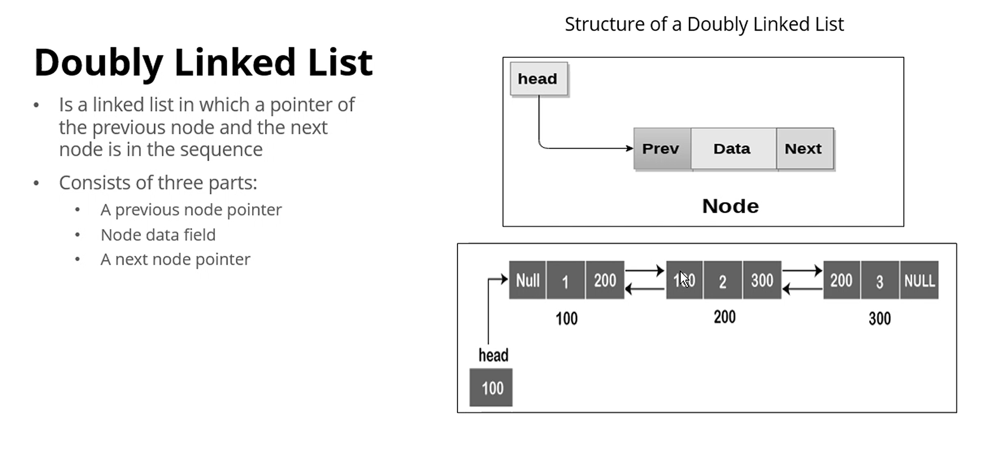 Structure of a Doubly Linked List
Doubly Linked List
• Is a linked list in which a pointer of
the previous node and the next
node is in the sequence
• Consists of three parts:
• A previous node pointer
• Node data field
• A next node pointer
head
Prev Data Next
Node
Null 1 200 2 300 200 3 NULL
100 200 300
head
100